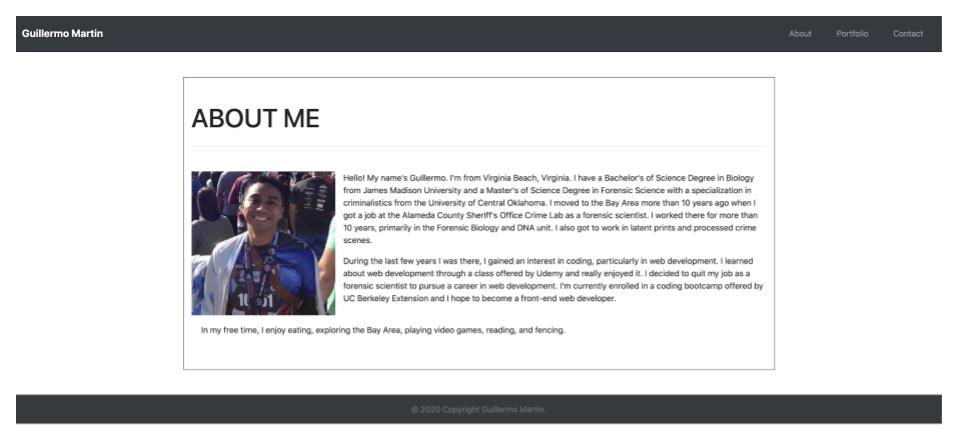 Guillermo Martin
About Portfolio Contact
ABOUT ME
Hello! My name's Guillermo. I'm from Virginia Beach, Virginia. I have a Bachelor's of Science Degree in Biology
from James Madison University and a Master's of Science Degree in Forensic Science with a specialization in
criminalistics from the University of Central Oklahoma. I moved to the Bay Area more than 10 years ago when I
got a job at the Alameda County Sheriff's Office Crime Lab as a forensic scientist. I worked there for more than
10 years, primarily in the Forensic Biology and DNA unit. I also got to work in latent prints and processed crime
scenes.
During the last few years I was there, I gained an interest in coding, particularly in web development. I learned
about web development through a class offered by Udemy and really enjoyed it. I decided to quit my job as a
forensic scientist to pursue a career in web development. I'm currently enrolled in a coding bootcamp offered by
UC Berkeley Extension and I hope to become a front-end web developer.
In my free time, I enjoy eating, exploring the Bay Area, playing video games, reading, and fencing.
© 2020 Copyright Guillermo Martin.